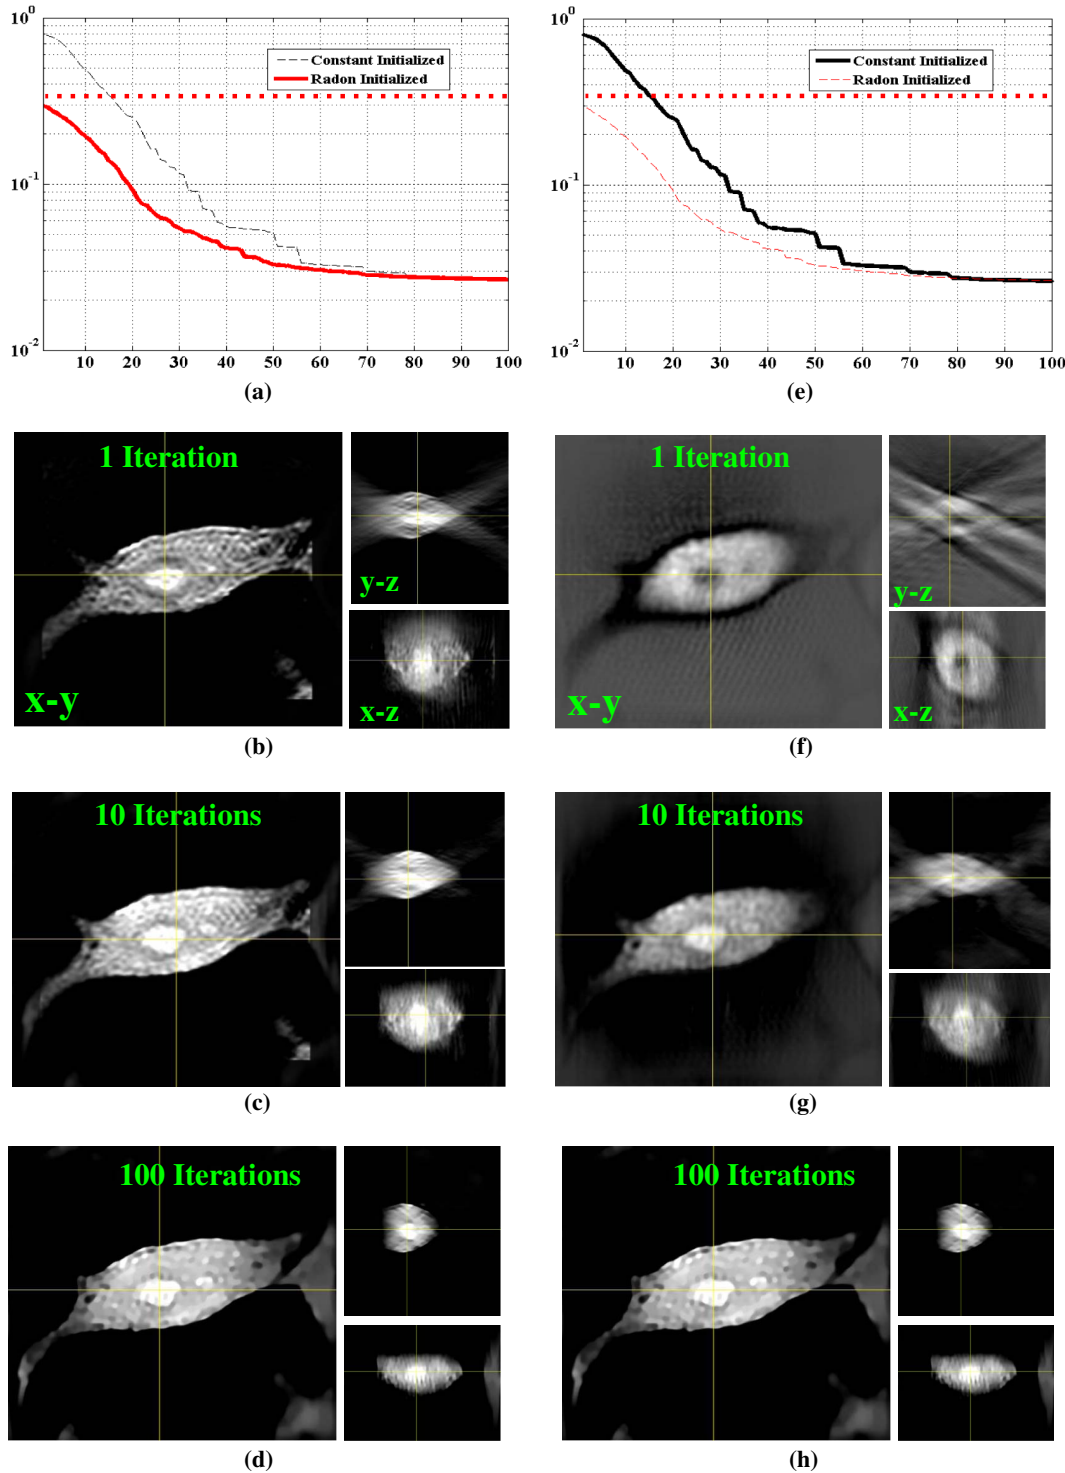 10^0
10^-1
10^-2
Constant Initialized
Radon Initialized
10 20 30 40 50 60 70 80 90 100
(a)
10^0
10^-1
10^-2
Constant Initialized
Radon Initialized
10 20 30 40 50 60 70 80 90 100
(e)
1 Iteration
x-y
y-z
x-z
(b)
1 Iteration
x-y
y-z
x-z
(f)
10 Iterations
(c)
10 Iterations
(g)
100 Iterations
(d)
100 Iterations
(h)